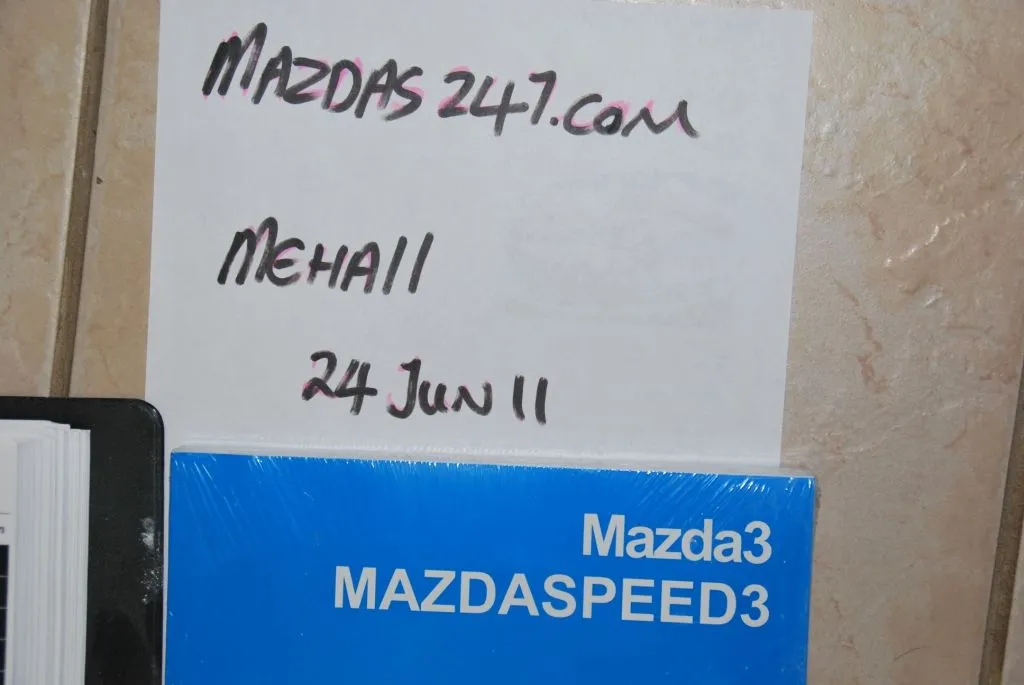 MAZDAS247.COM
MEHA11
24 JUN 11
Mazda3
MAZDASPEED3